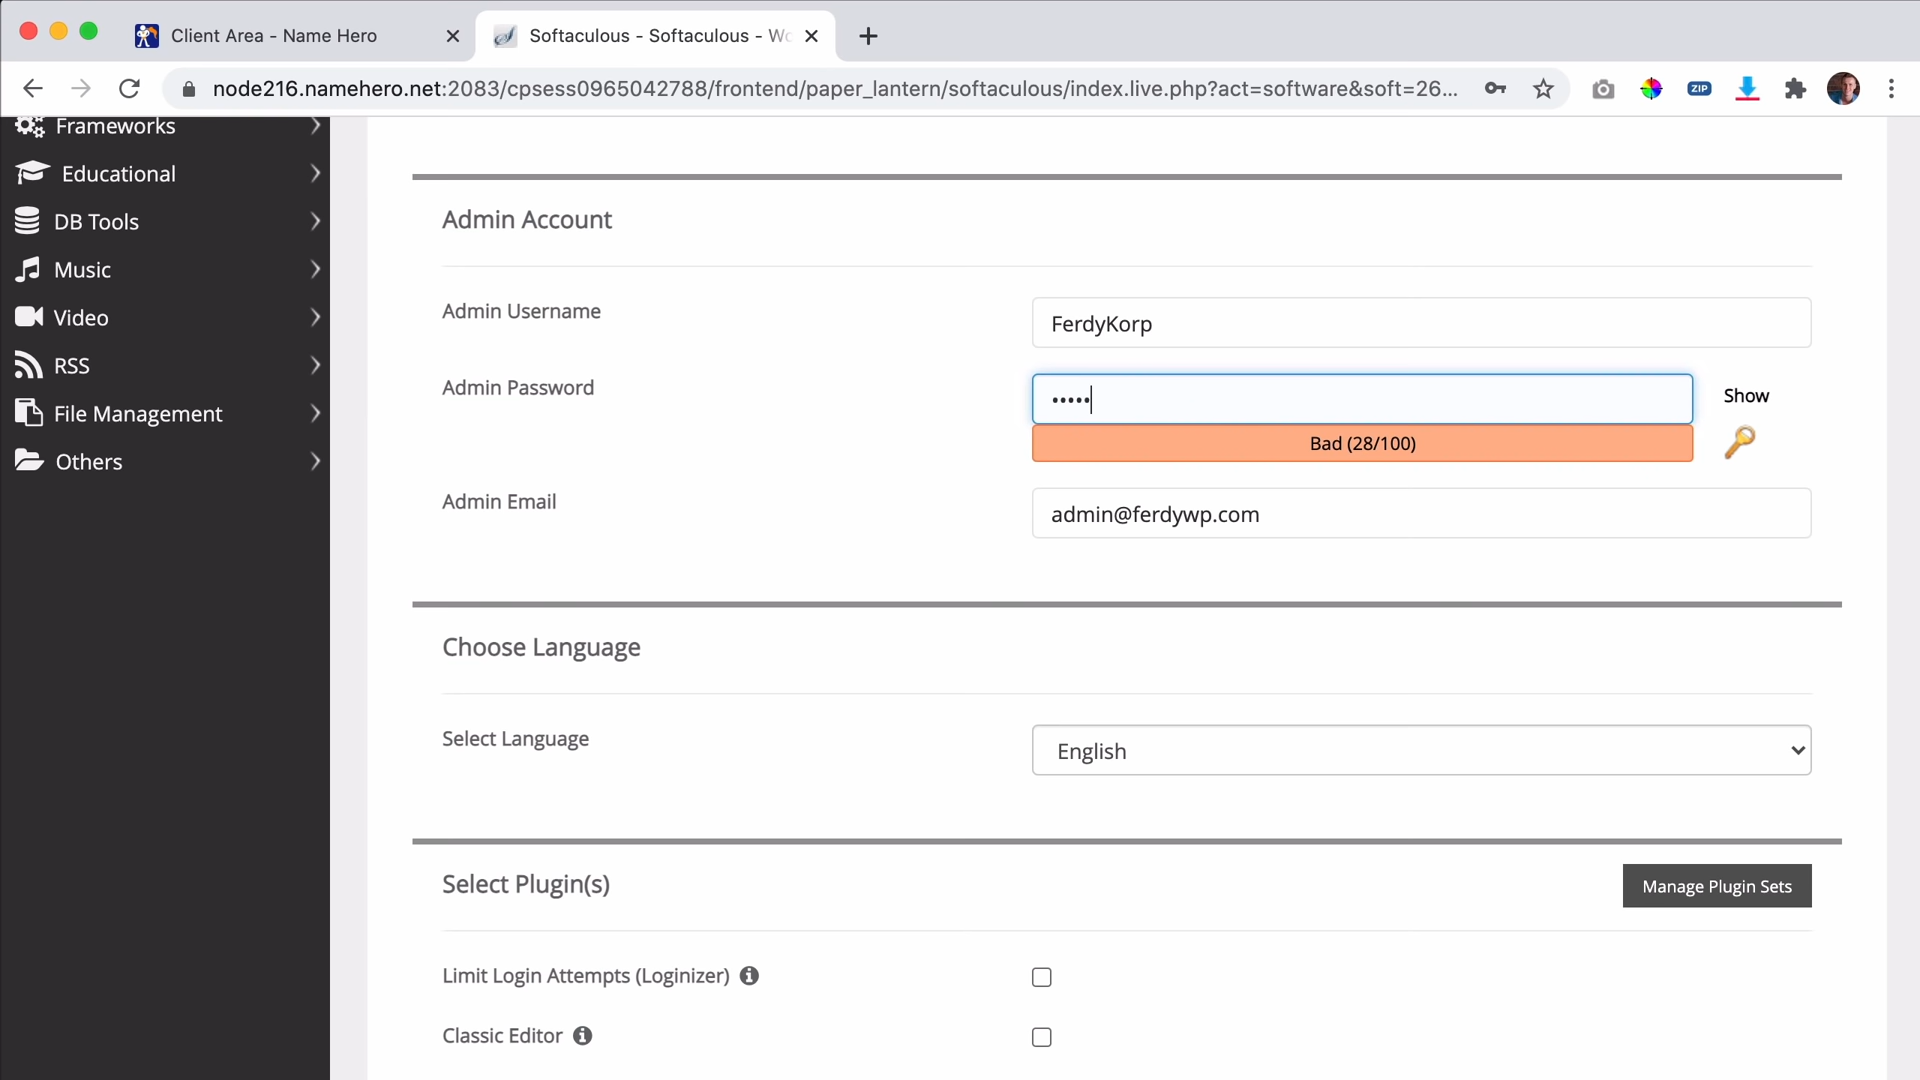 Client Area - Name Hero
Softaculous - Softaculous - Wo
node216.namehero.net:2083/cpsess0965042788/frontend/paper_lantern/softaculous/index.live.php?act=software&soft=26...
ZIP
Frameworks
Educational
DB Tools
Music
Video
RSS
File Management
Others
Admin Account
Admin Username
FerdyKorp
Admin Password
•••••
Show
Bad (28/100)
Admin Email
admin@ferdywp.com
Choose Language
Select Language
English
Select Plugin(s)
Manage Plugin Sets
Limit Login Attempts (Loginizer)
Classic Editor